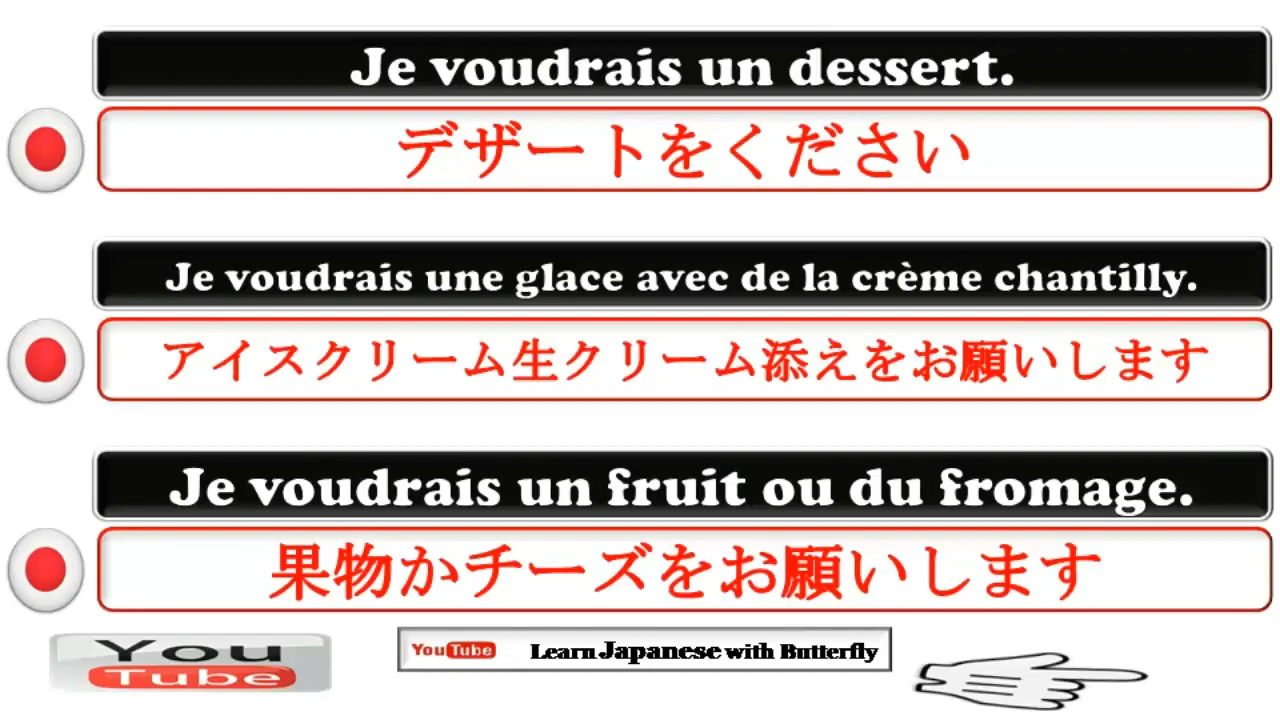 Je voudrais un dessert.
デザートをください
Je voudrais une glace avec de la crème chantilly.
アイスクリーム生クリーム添えをお願いします
Je voudrais un fruit ou du fromage.
果物かチーズをお願いします
You
Tube
YouTube Learn Japanese with Butterfly